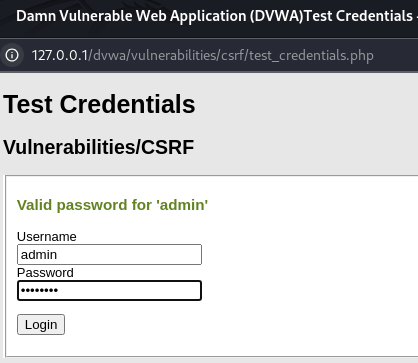 Damn Vulnerable Web Application (DVWA)Test Credentials -
127.0.0.1/dvwa/vulnerabilities/csrf/test_credentials.php
Test Credentials
Vulnerabilities/CSRF
Valid password for 'admin'
Username
admin
Password
••••••••
Login